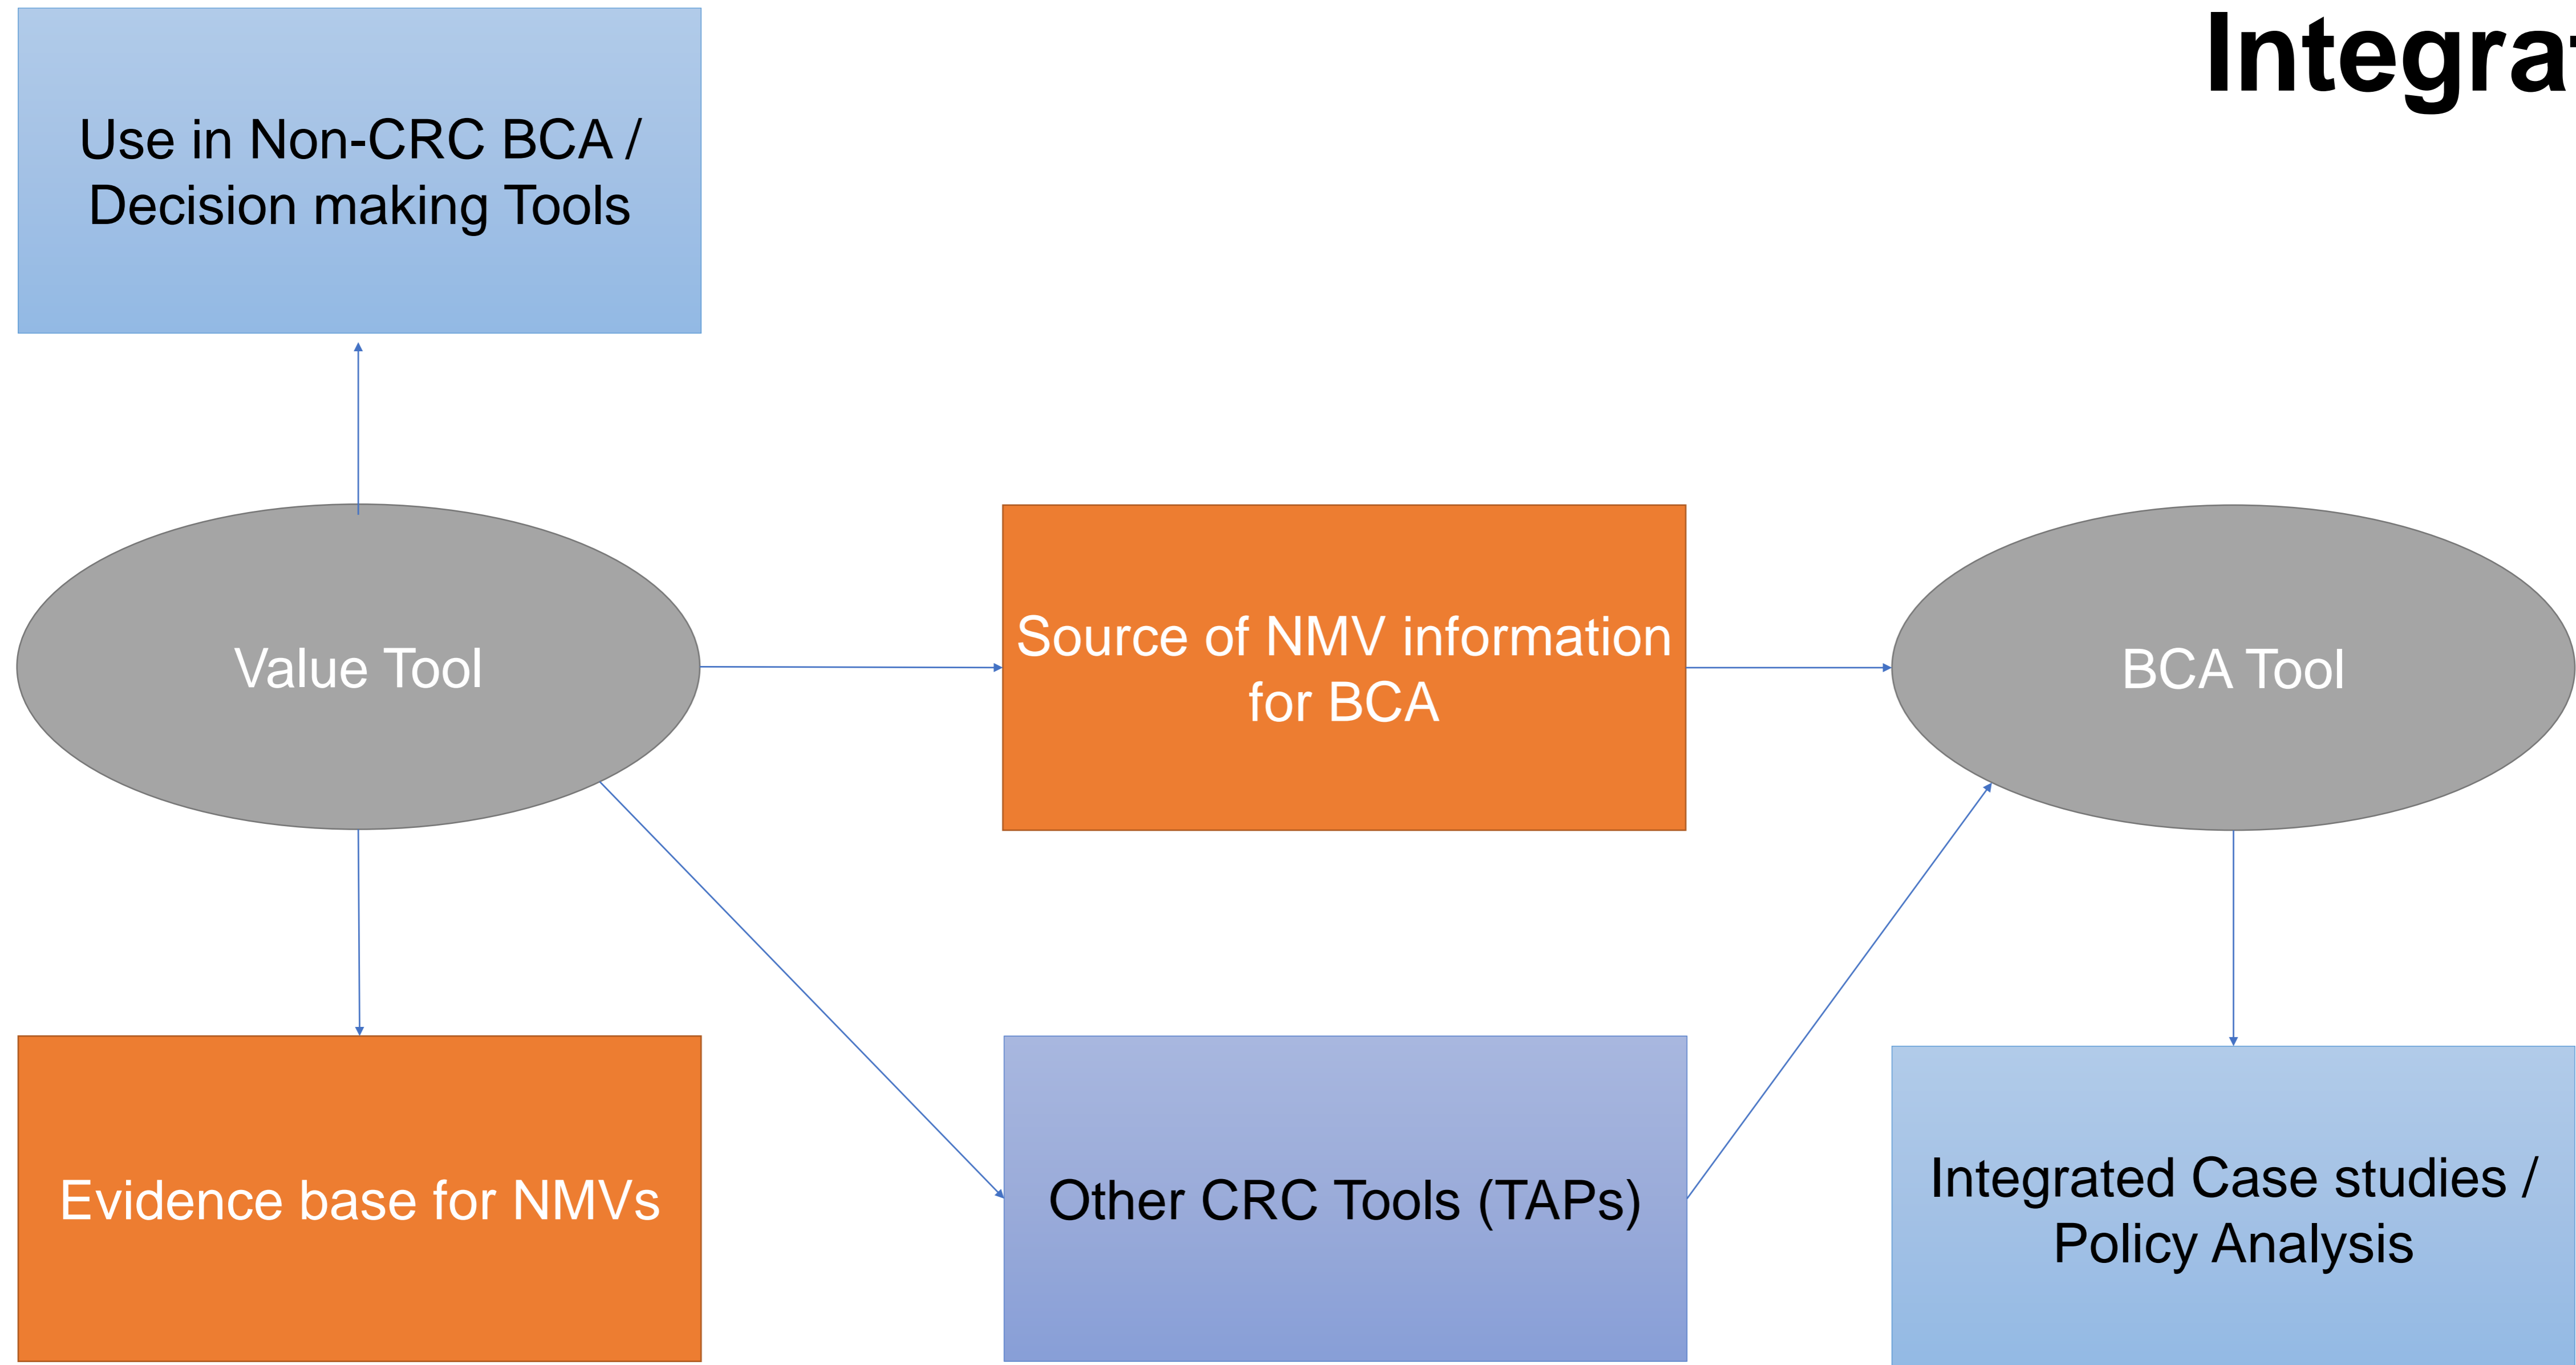 Integrat
Use in Non-CRC BCA /
Decision making Tools
Value Tool
Source of NMV information
for BCA
BCA Tool
Evidence base for NMVs
Other CRC Tools (TAPs)
Integrated Case studies /
Policy Analysis